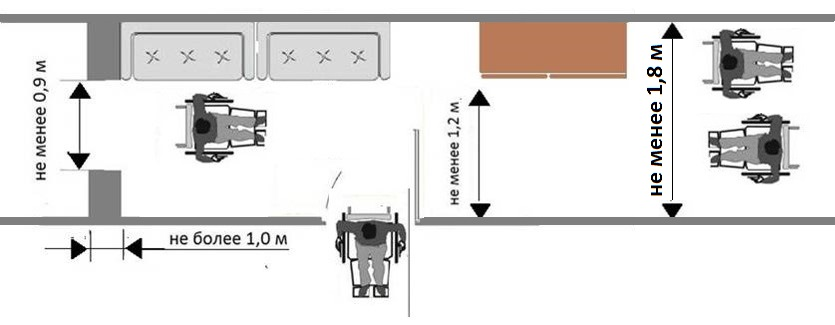 не менее 0,9 м
не более 1,0 м
не менее 1,2 м
не менее 1,8 м